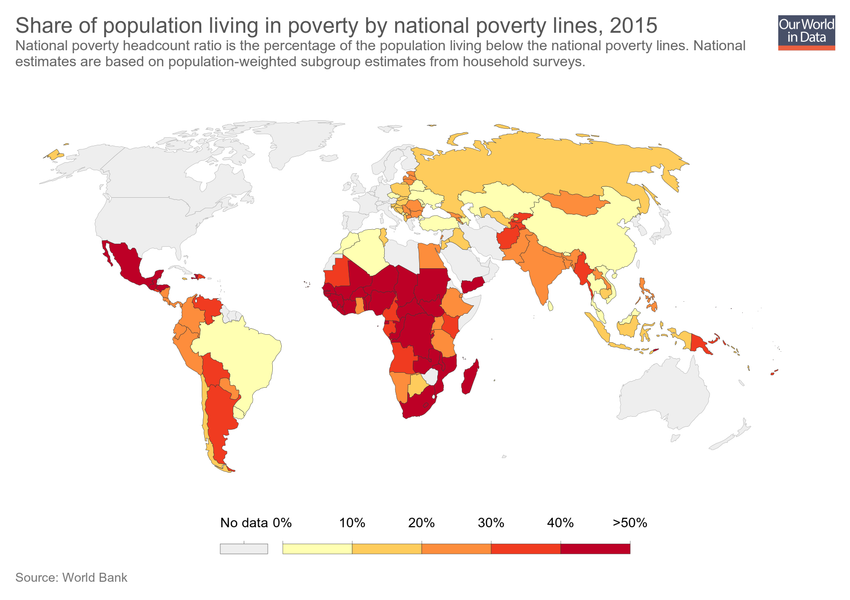 Share of population living in poverty by national poverty lines, 2015
Our World
in Data
National poverty headcount ratio is the percentage of the population living below the national poverty lines. National
estimates are based on population-weighted subgroup estimates from household surveys.
No data 0% 10% 20% 30% 40% >50%
Source: World Bank